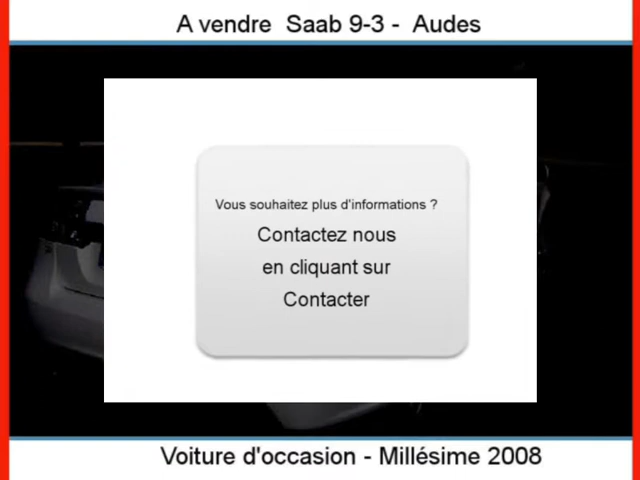 A vendre  Saab 9-3 -  Audes
Vous souhaitez plus d'informations ?
Contactez nous
en cliquant sur
Contacter
Voiture d'occasion - Millésime 2008